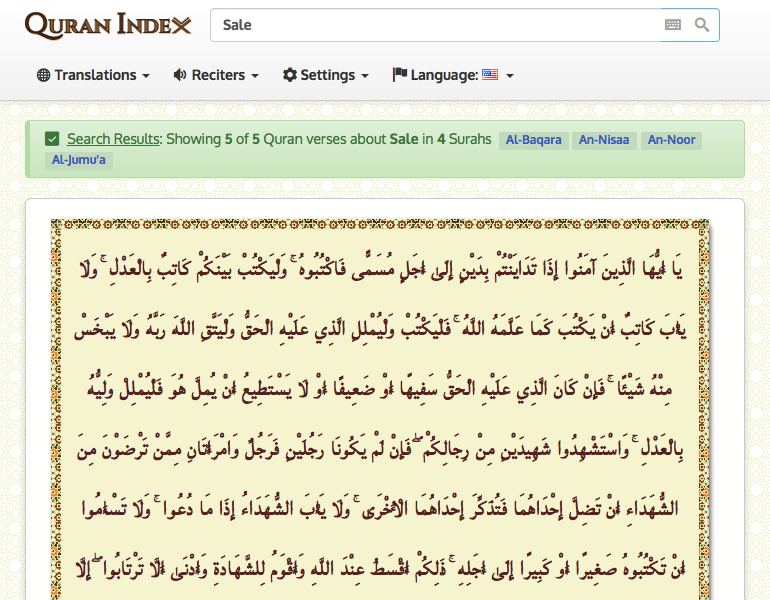 QURAN INDEX
Sale
Translations
Reciters
Settings
Language:
Search Results: Showing 5 of 5 Quran verses about Sale in 4 Surahs Al-Baqara An-Nisaa An-Noor
Al-Jumu'a
يَا أَيُّهَا الَّذِينَ آمَنُوا إِذَا تَدَايَنْتُمْ بِدَيْنٍ إِلَىٰ أَجَلٍ مُسَمًّى فَاكْتُبُوهُ ۚ وَلْيَكْتُبْ بَيْنَكُمْ كَاتِبٌ بِالْعَدْلِ ۚ وَلَا
يَأْبَ كَاتِبٌ أَنْ يَكْتُبَ كَمَا عَلَّمَهُ اللَّهُ ۚ فَلْيَكْتُبْ وَلْيُمْلِلِ الَّذِي عَلَيْهِ الْحَقُّ وَلْيَتَّقِ اللَّهَ رَبَّهُ وَلَا يَبْخَسْ
مِنْهُ شَيْئًا ۚ فَإِنْ كَانَ الَّذِي عَلَيْهِ الْحَقُّ سَفِيهًا أَوْ ضَعِيفًا أَوْ لَا يَسْتَطِيعُ أَنْ يُمِلَّ هُوَ فَلْيُمْلِلْ وَلِيُّهُ
بِالْعَدْلِ ۚ وَاسْتَشْهِدُوا شَهِيدَيْنِ مِنْ رِجَالِكُمْ ۖ فَإِنْ لَمْ يَكُونَا رَجُلَيْنِ فَرَجُلٌ وَامْرَأَتَانِ مِمَّنْ تَرْضَوْنَ مِنَ
الشُّهَدَاءِ أَنْ تَضِلَّ إِحْدَاهُمَا فَتُذَكِّرَ إِحْدَاهُمَا الْأُخْرَىٰ ۚ وَلَا يَأْبَ الشُّهَدَاءُ إِذَا مَا دُعُوا ۚ وَلَا تَسْأَمُوا
أَنْ تَكْتُبُوهُ صَغِيرًا أَوْ كَبِيرًا إِلَىٰ أَجَلِهِ ۚ ذَٰلِكُمْ أَقْسَطُ عِنْدَ اللَّهِ وَأَقْوَمُ لِلشَّهَادَةِ وَأَدْنَىٰ أَلَّا تَرْتَابُوا ۖ إِلَّا